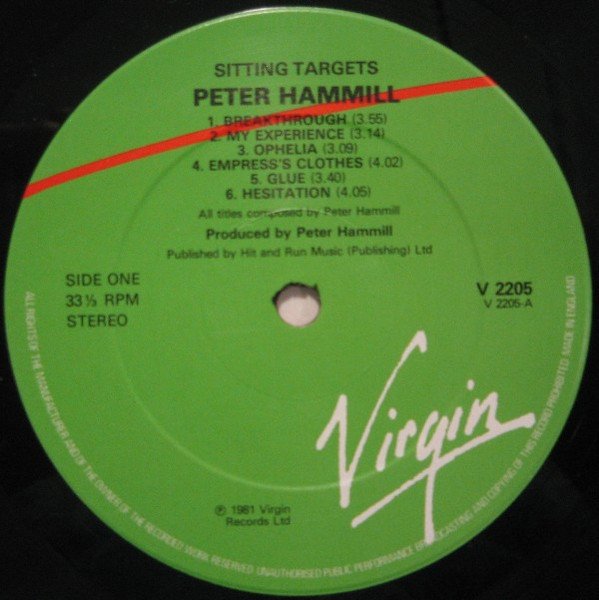 SITTING TARGETS
PETER HAMMILL
1. BREAKTHROUGH (3.55)
2. MY EXPERIENCE (3.14)
3. OPHELIA (3.09)
4. EMPRESS'S CLOTHES (4.02)
5. GLUE (3.40)
6. HESITATION (4.05)
All titles composed by Peter Hammill
Produced by Peter Hammill
Published by Hit and Run Music (Publishing) Ltd
SIDE ONE
33⅓ RPM
STEREO
V 2205
V 2205-A
Virgin
℗ 1981 Virgin
Records Ltd
ALL RIGHTS OF THE MANUFACTURER AND OF THE OWNER OF THE RECORDED WORK RESERVED UNAUTHORISED PUBLIC PERFORMANCE BROADCASTING AND COPYING OF THIS RECORD PROHIBITED. MADE IN ENGLAND